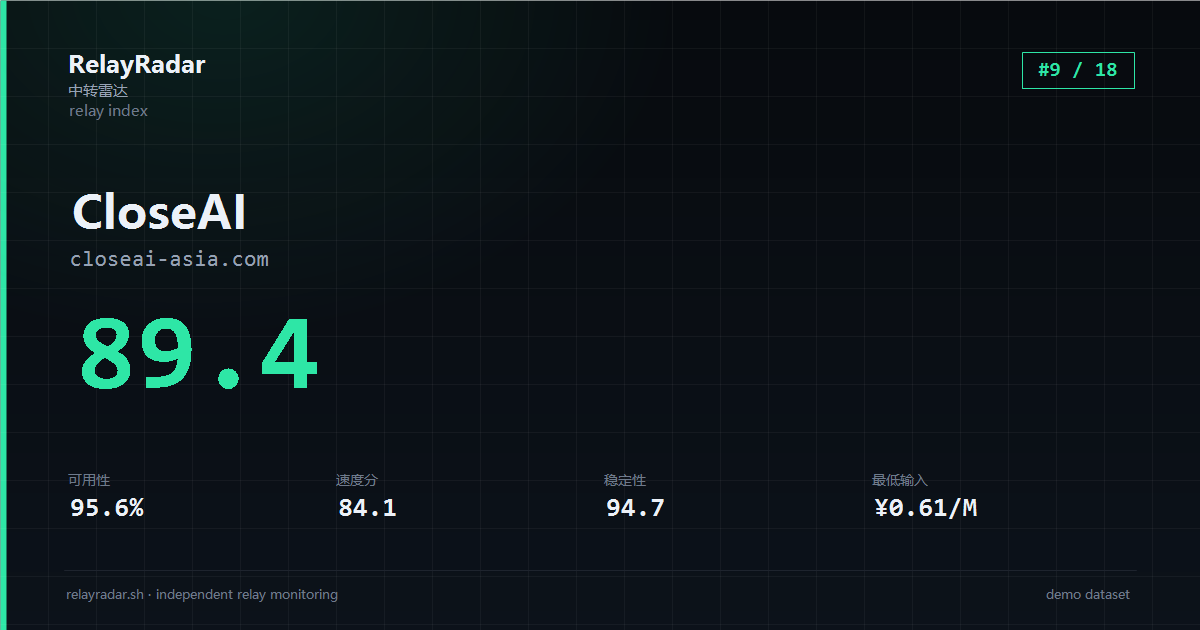 RelayRadar
中转雷达
relay index
#9 / 18
CloseAI
closeai-asia.com
89.4
可用性
95.6%
速度分
84.1
稳定性
94.7
最低输入
¥0.61/M
relayradar.sh · independent relay monitoring
demo dataset